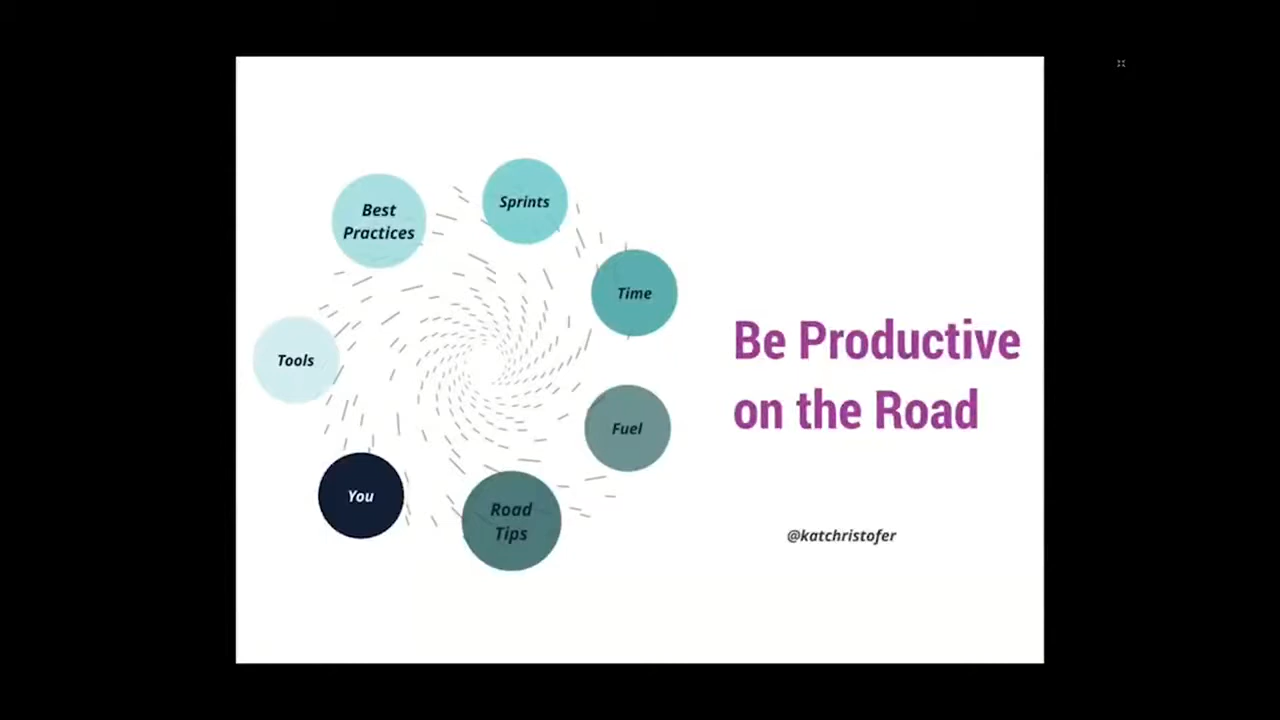 Best
Practices
Sprints
Time
Tools
Fuel
You
Road
Tips
Be Productive
on the Road
@katchristofer